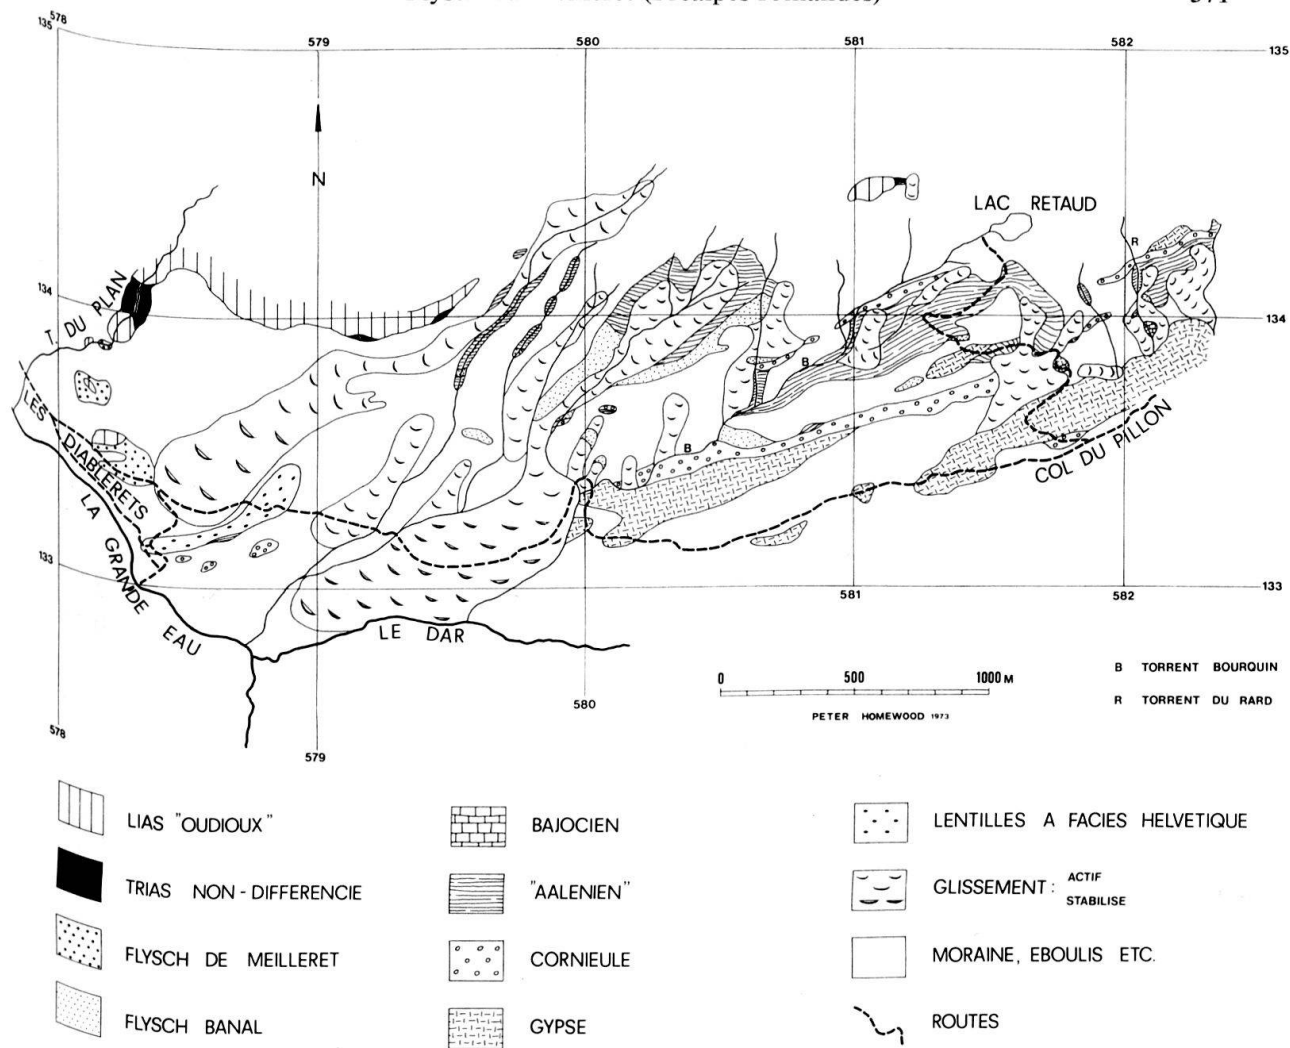 578
135
579
580
581
582
135
N
LAC RETAUD
R
134
T. DU PLAN
134
B
LES DIABLERETS
B
COL DU PILLON
LA GRANDE EAU
133
581
582
133
LE DAR
580
0 500 1000 M
PETER HOMEWOOD 1973
B TORRENT BOURQUIN
R TORRENT DU RARD
578
579
LIAS "OUDIOUX"
TRIAS NON-DIFFERENCIE
FLYSCH DE MEILLERET
FLYSCH BANAL
BAJOCIEN
"AALENIEN"
CORNIEULE
GYPSE
LENTILLES A FACIES HELVETIQUE
GLISSEMENT: ACTIF
STABILISE
MORAINE, EBOULIS ETC.
ROUTES